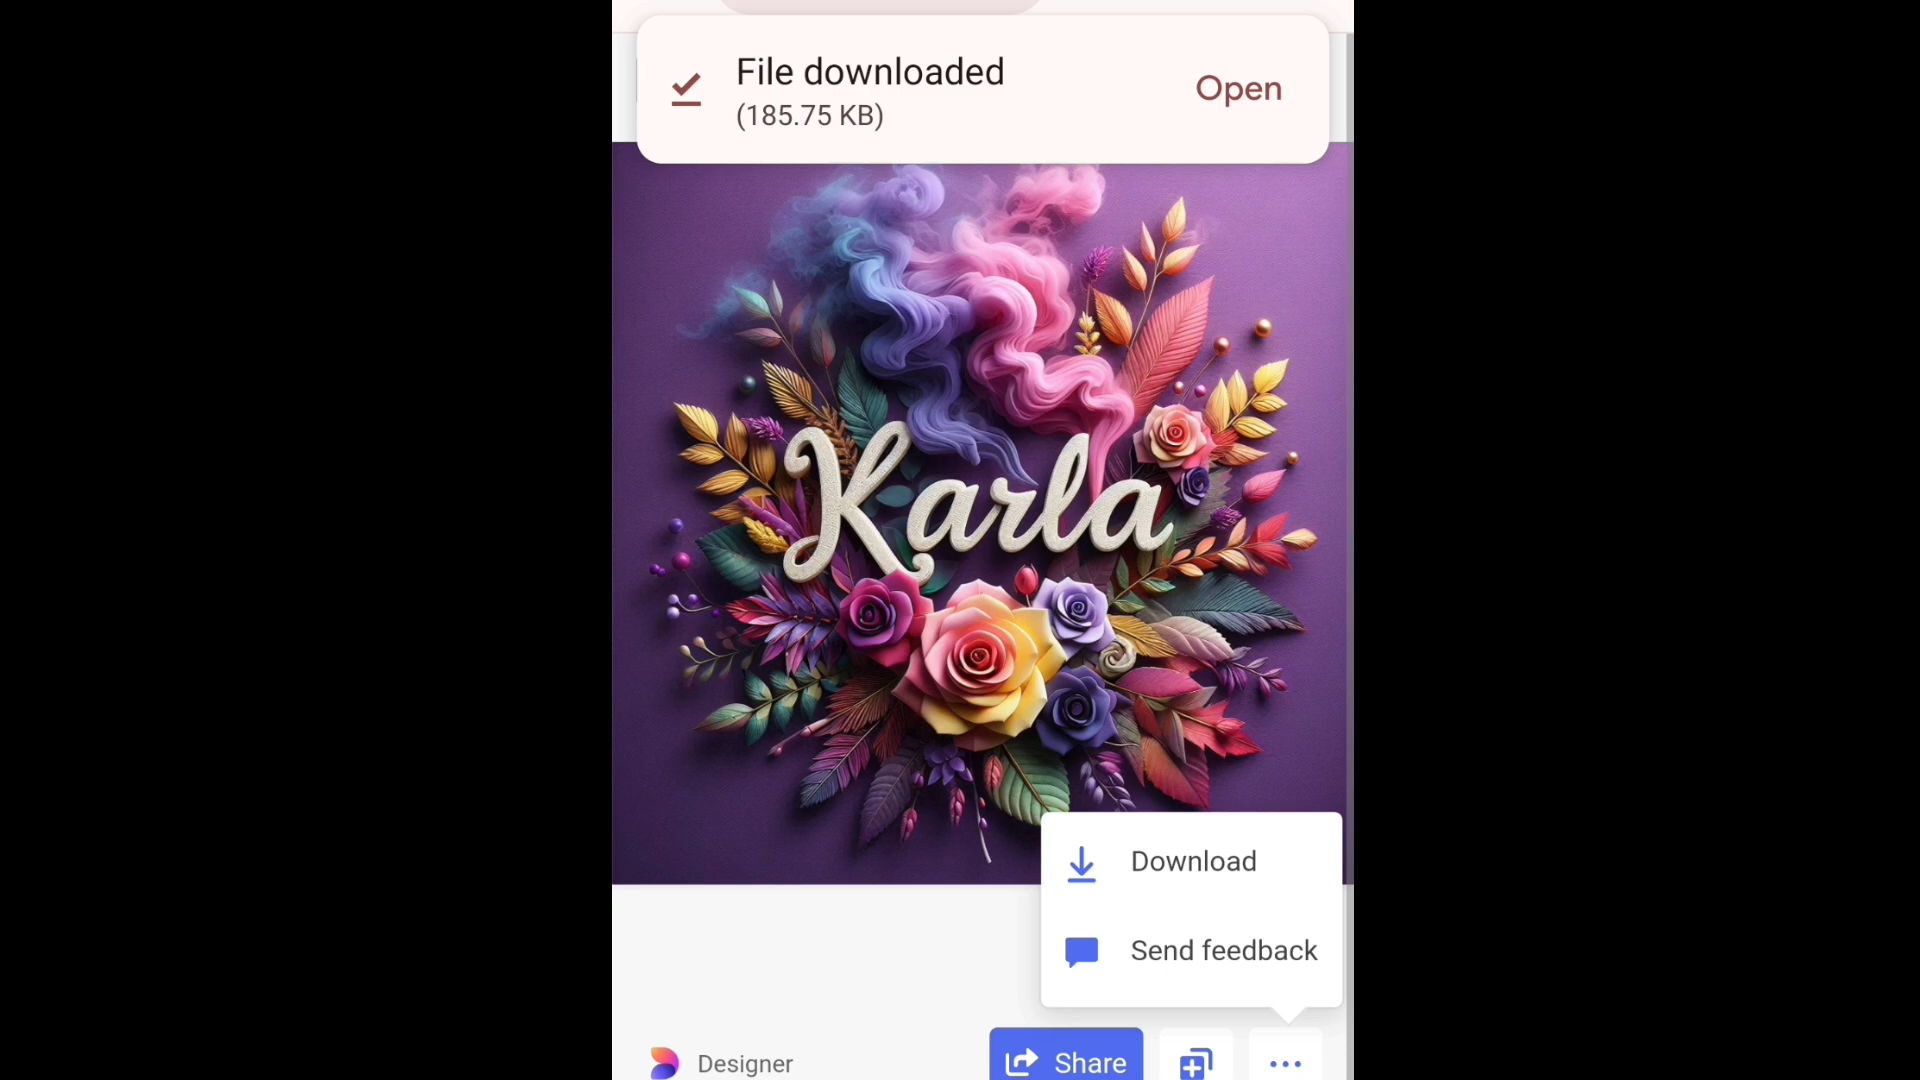 File downloaded
(185.75 KB)
Open
Karla
Download
Send feedback
Designer
Share